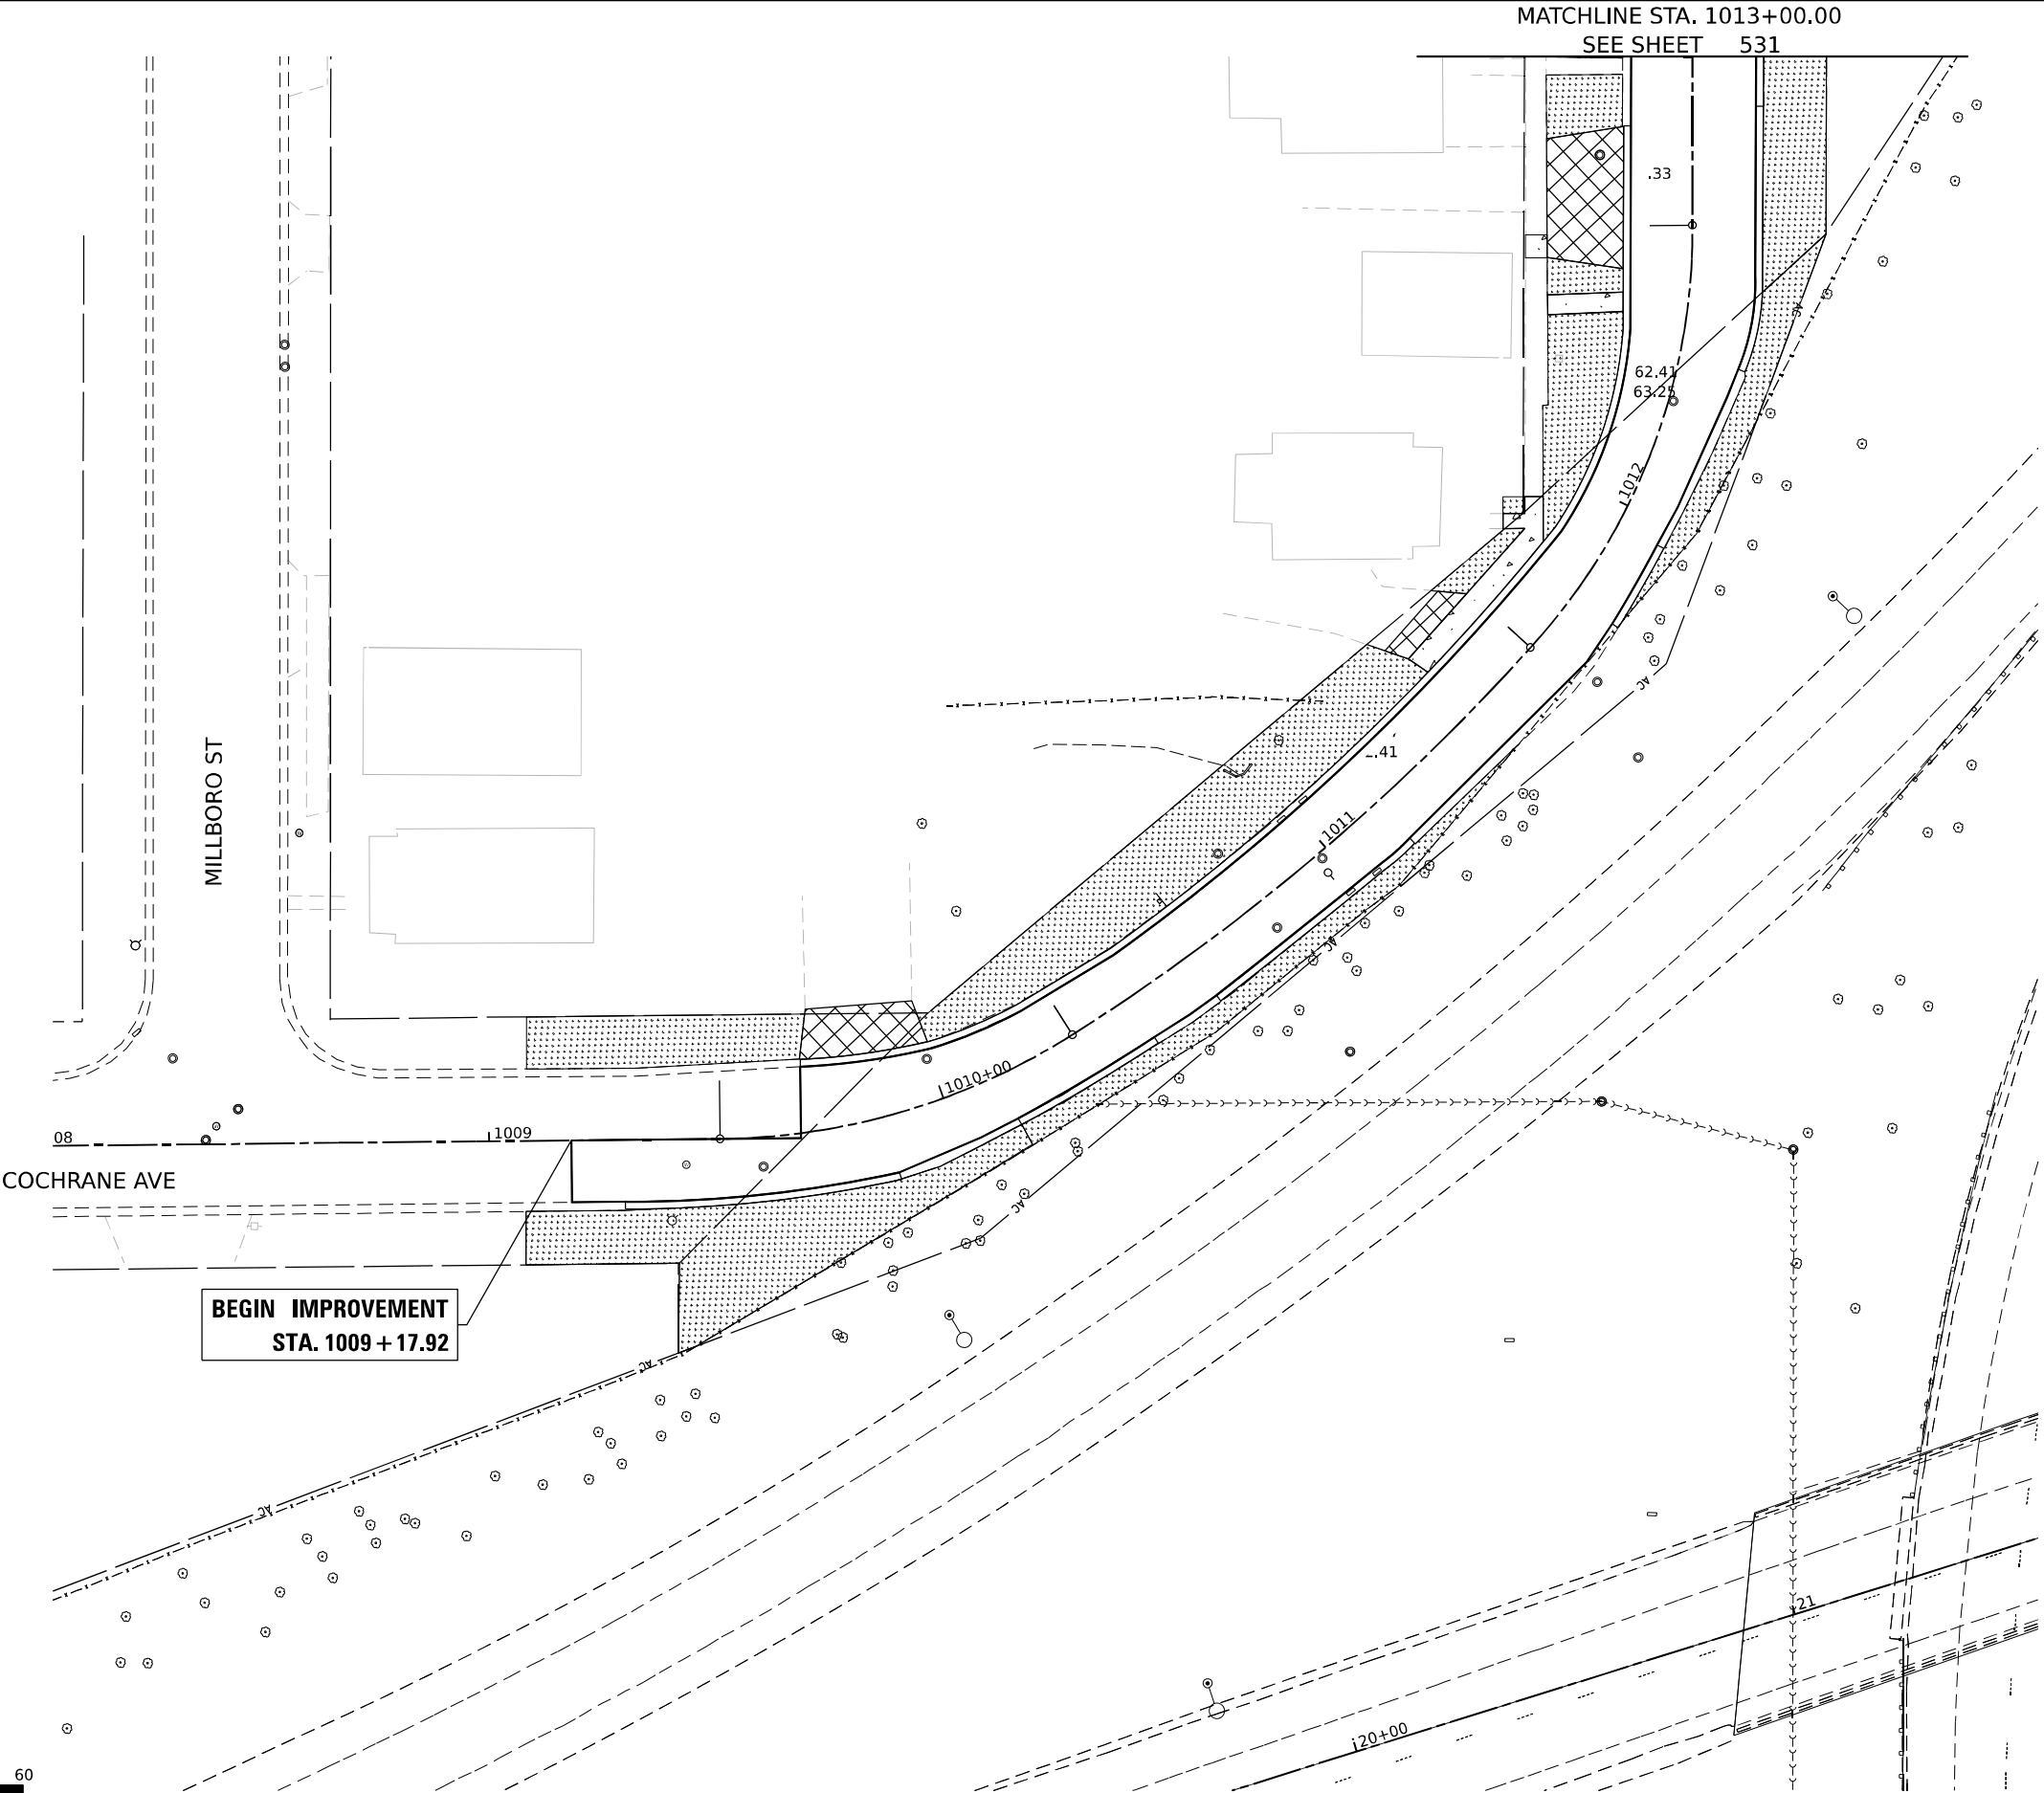 MATCHLINE STA. 1013+00.00
SEE SHEET 531
.33
62.41
63.25
1012
MILLBORO ST
AC
AC
.41
1011
AC
1010+00
08
1009
COCHRANE AVE
AC
BEGIN IMPROVEMENT
STA. 1009+17.92
AC
AC
21
20+00
60